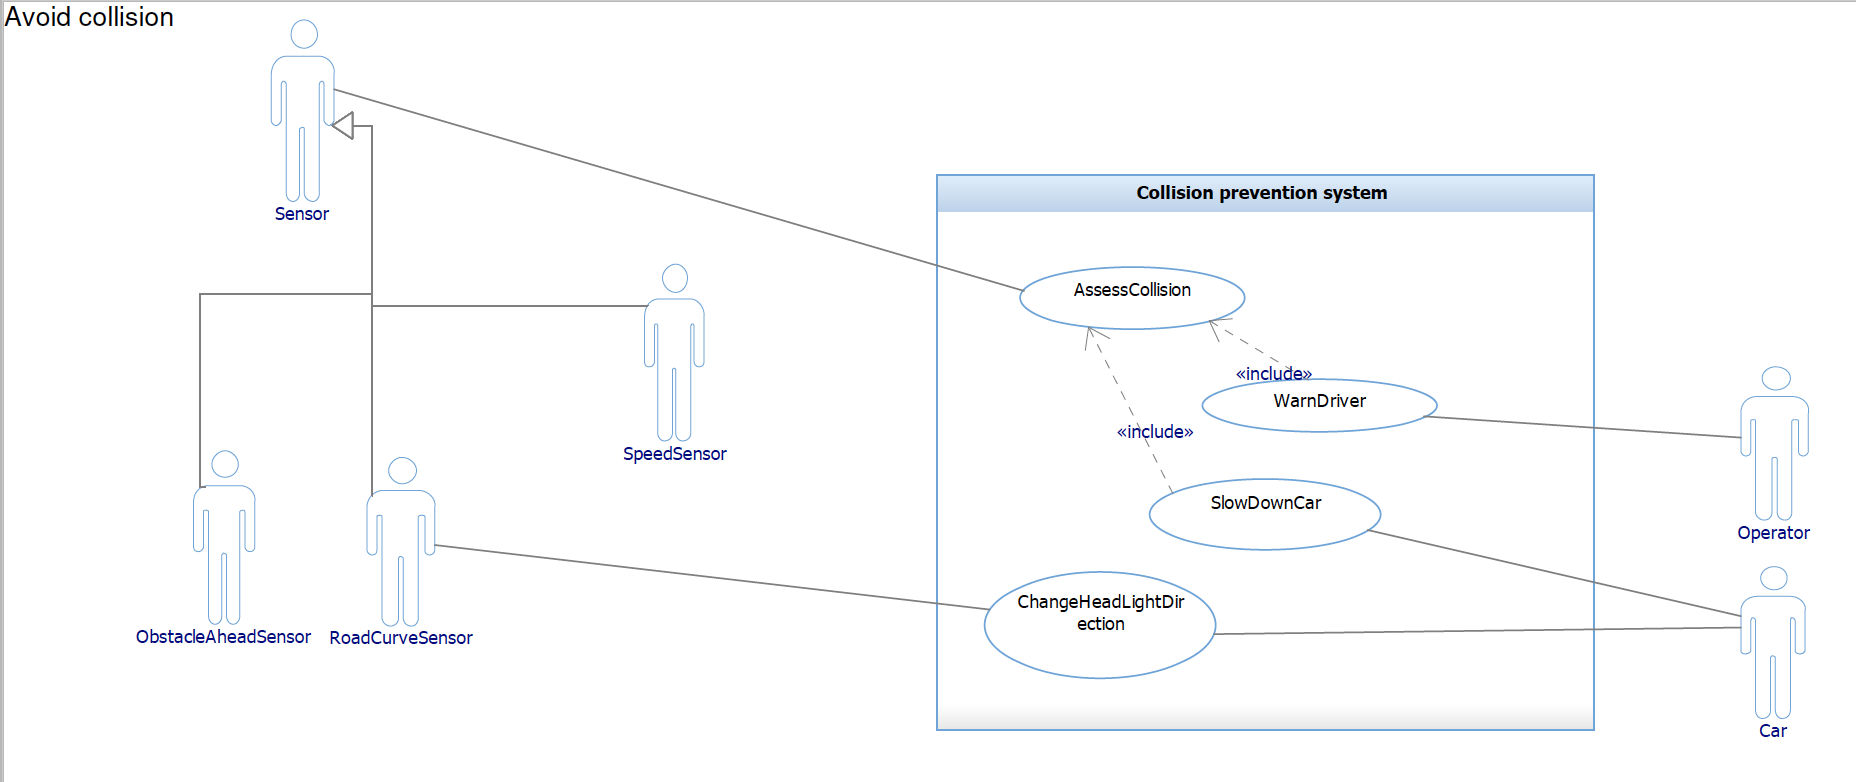 Avoid collision
Sensor
Collision prevention system
AssessCollision
«include»
WarnDriver
«include»
SpeedSensor
SlowDownCar
Operator
ChangeHeadLightDir
ection
ObstacleAheadSensor
RoadCurveSensor
Car